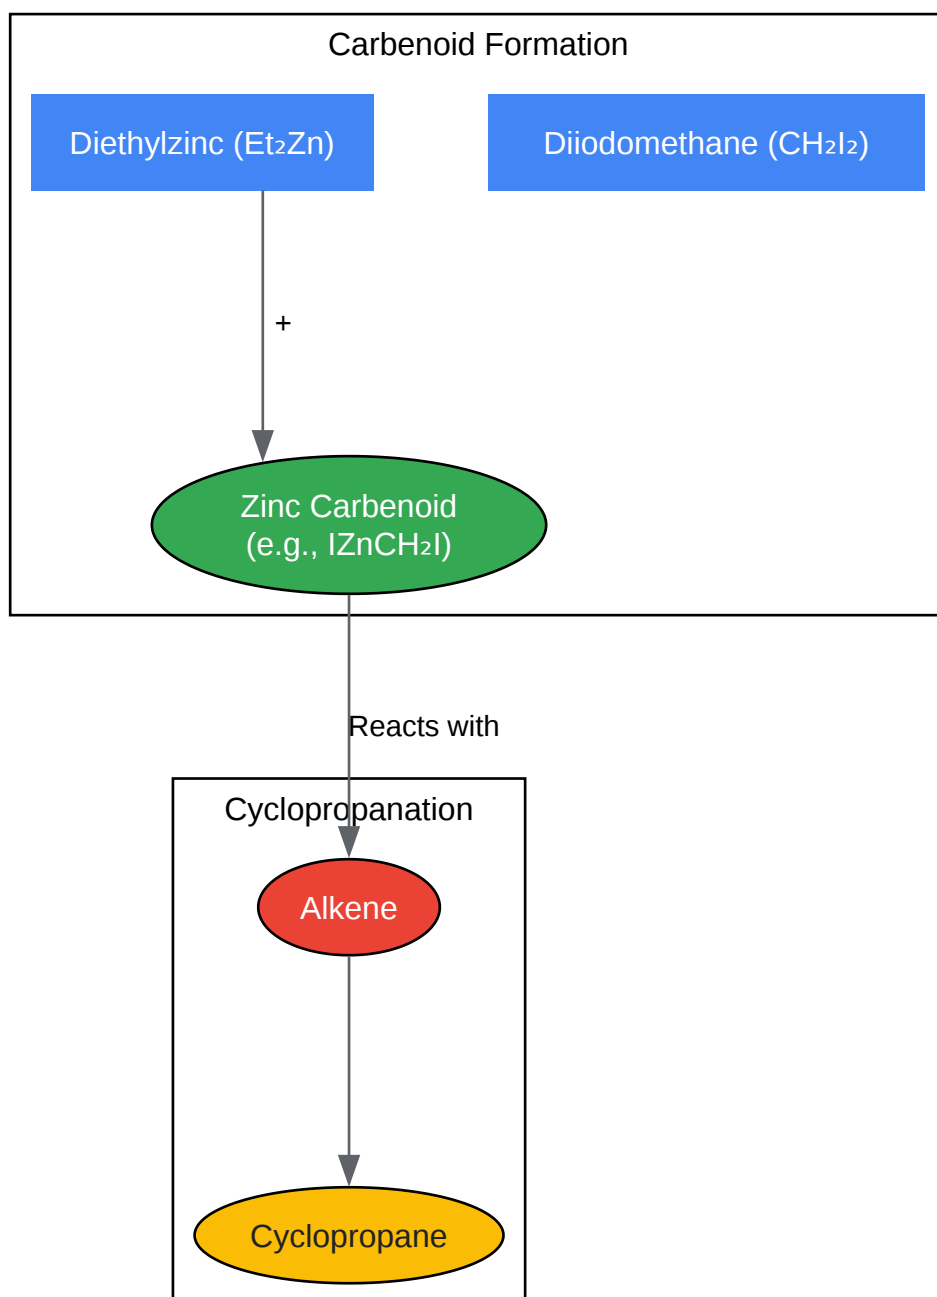 Carbenoid Formation
Diethylzinc (Et₂Zn)
Diiodomethane (CH₂I₂)
+
Zinc Carbenoid
(e.g., IZnCH₂I)
Reacts with
Cyclopropanation
Alkene
Cyclopropane